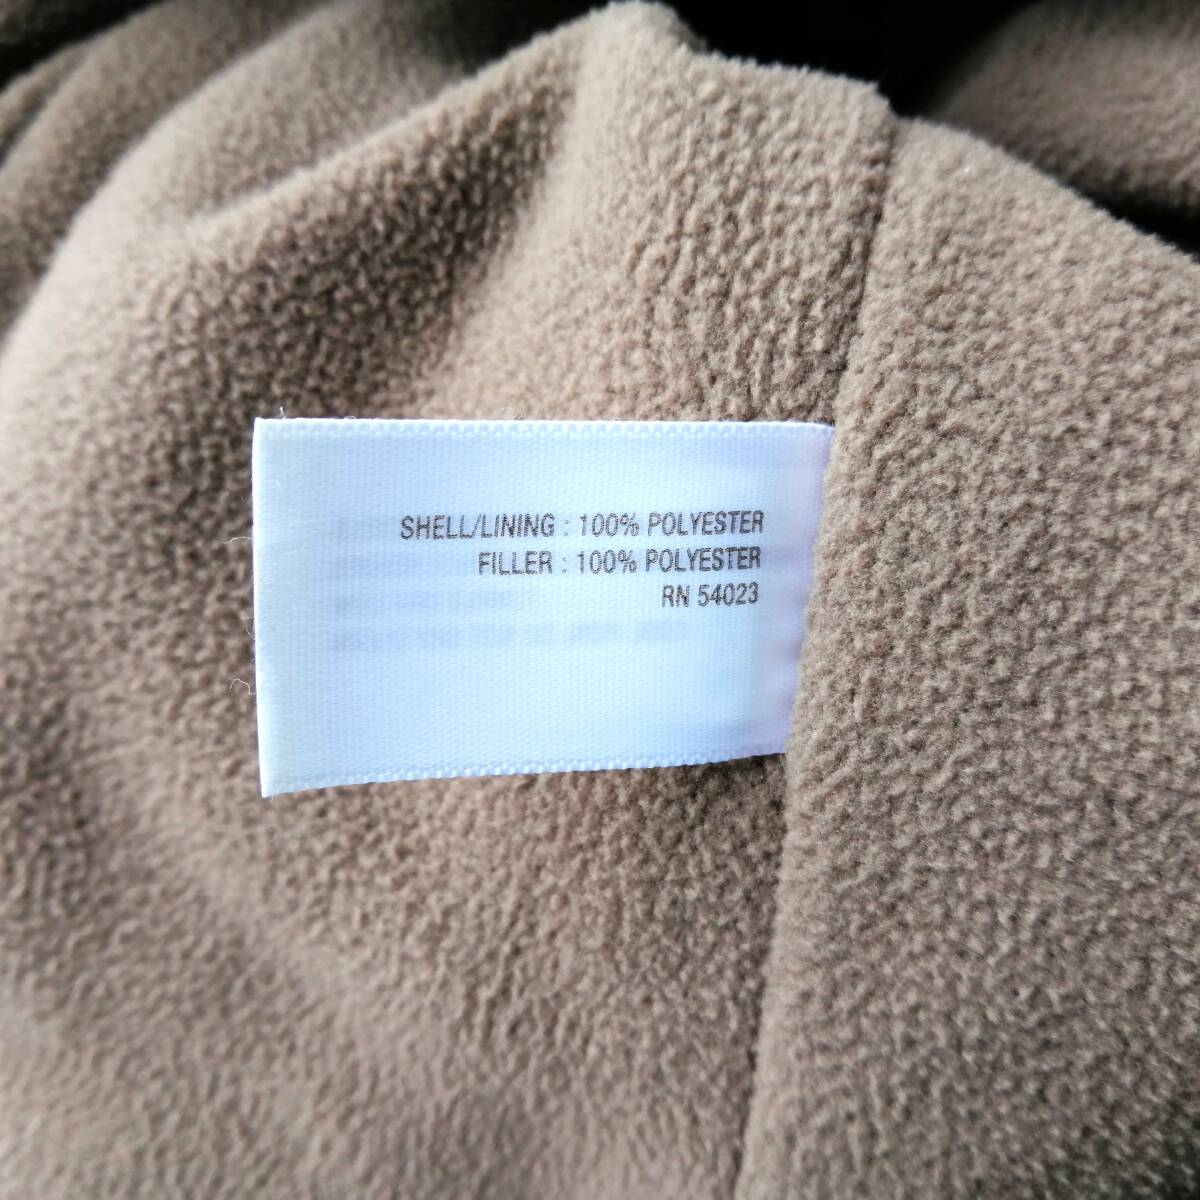 SHELL/LINING : 100% POLYESTER
FILLER : 100% POLYESTER
RN 54023